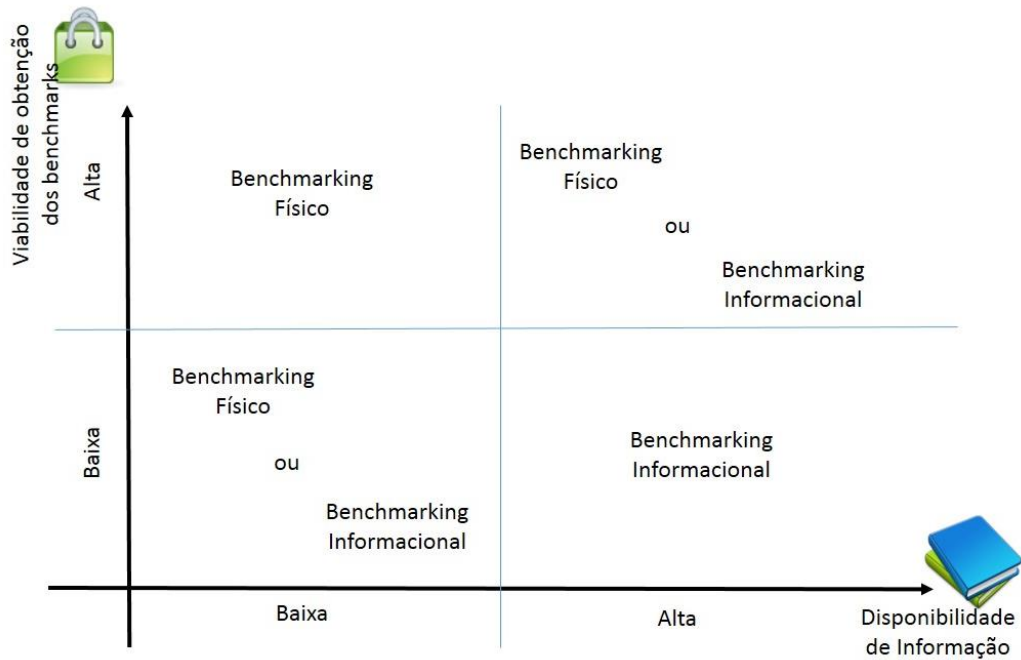 Viabilidade de obtenção
dos benchmarks
Alta
Baixa
Benchmarking
Físico
Benchmarking
Físico
ou
Benchmarking
Informacional
Benchmarking
Físico
ou
Benchmarking
Informacional
Benchmarking
Informacional
Baixa
Alta
Disponibilidade
de Informação